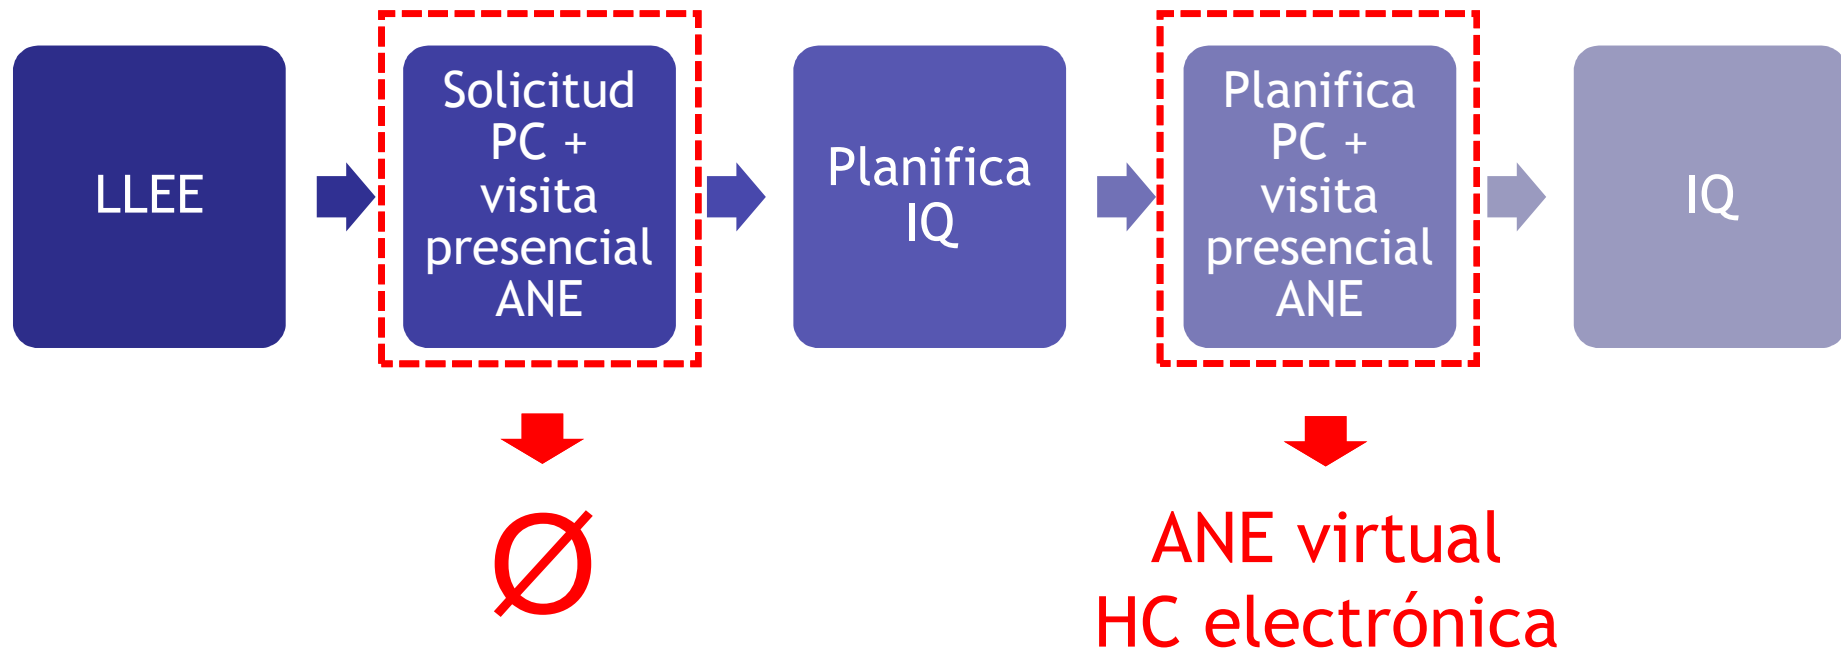 LLEE
Solicitud
PC +
visita
presencial
ANE
Planifica
IQ
Planifica
PC +
visita
presencial
ANE
IQ
Ø
ANE virtual
HC electrónica